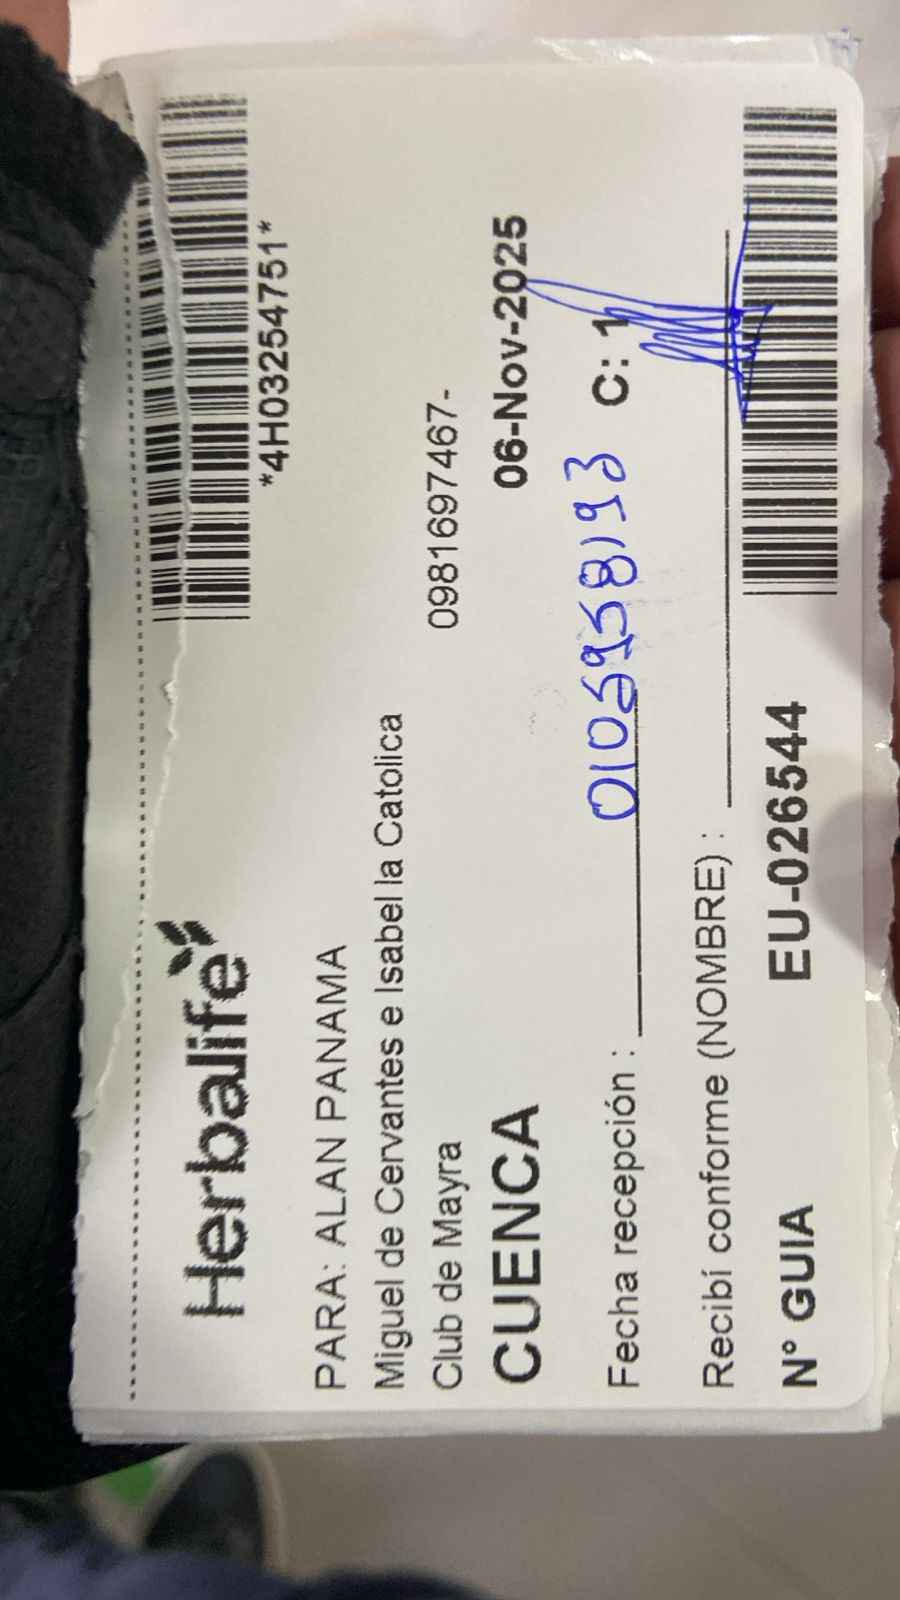 *4H03254751*
Herbalife
PARA: ALAN PANAMA
Miguel de Cervantes e Isabel la Catolica
Club de Mayra 0981697467-
CUENCA 06-Nov-2025
Fecha recepción : 0105958193 C: 1
Recibí conforme (NOMBRE) :
N° GUIA EU-026544